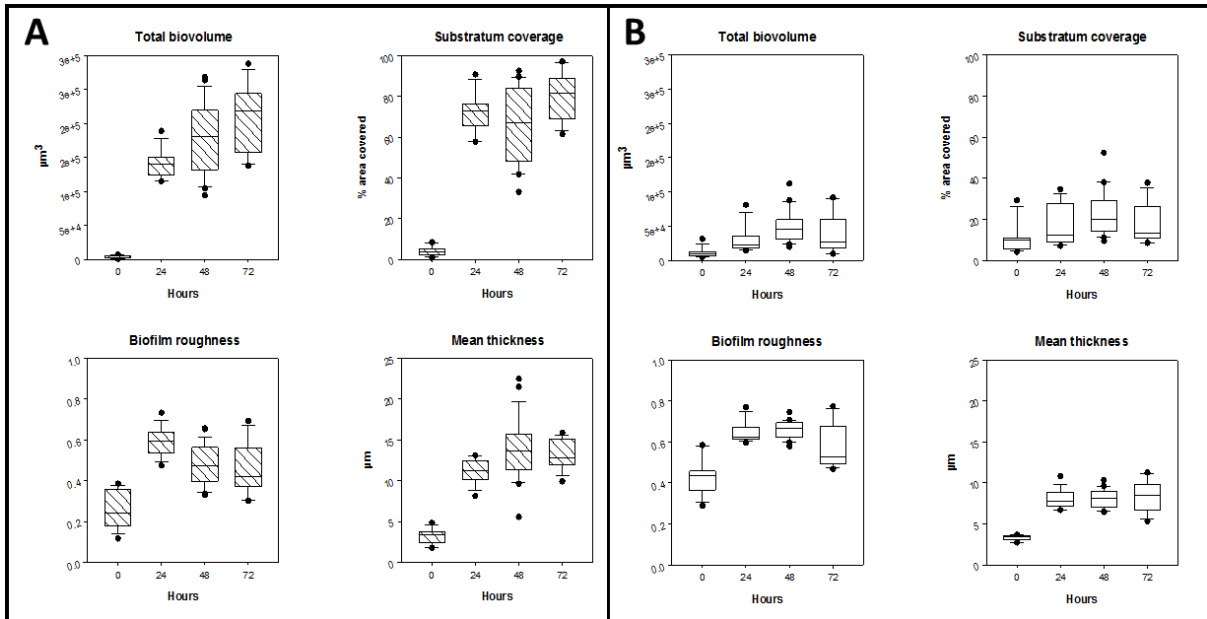 A
Total biovolume
3e+5
3e+5
2e+5
2e+5
1e+5
5e+4
0
µm³
0 24 48 72
Hours
Substratum coverage
100
80
60
40
20
0
% area covered
0 24 48 72
Hours
Biofilm roughness
1.0
0.8
0.6
0.4
0.2
0.0
0 24 48 72
Hours
Mean thickness
25
20
15
10
5
0
µm
0 24 48 72
Hours
B
Total biovolume
3e+5
3e+5
2e+5
2e+5
1e+5
5e+4
0
µm³
0 24 48 72
Hours
Substratum coverage
100
80
60
40
20
0
% area covered
0 24 48 72
Hours
Biofilm roughness
1.0
0.8
0.6
0.4
0.2
0.0
0 24 48 72
Hours
Mean thickness
25
20
15
10
5
0
µm
0 24 48 72
Hours